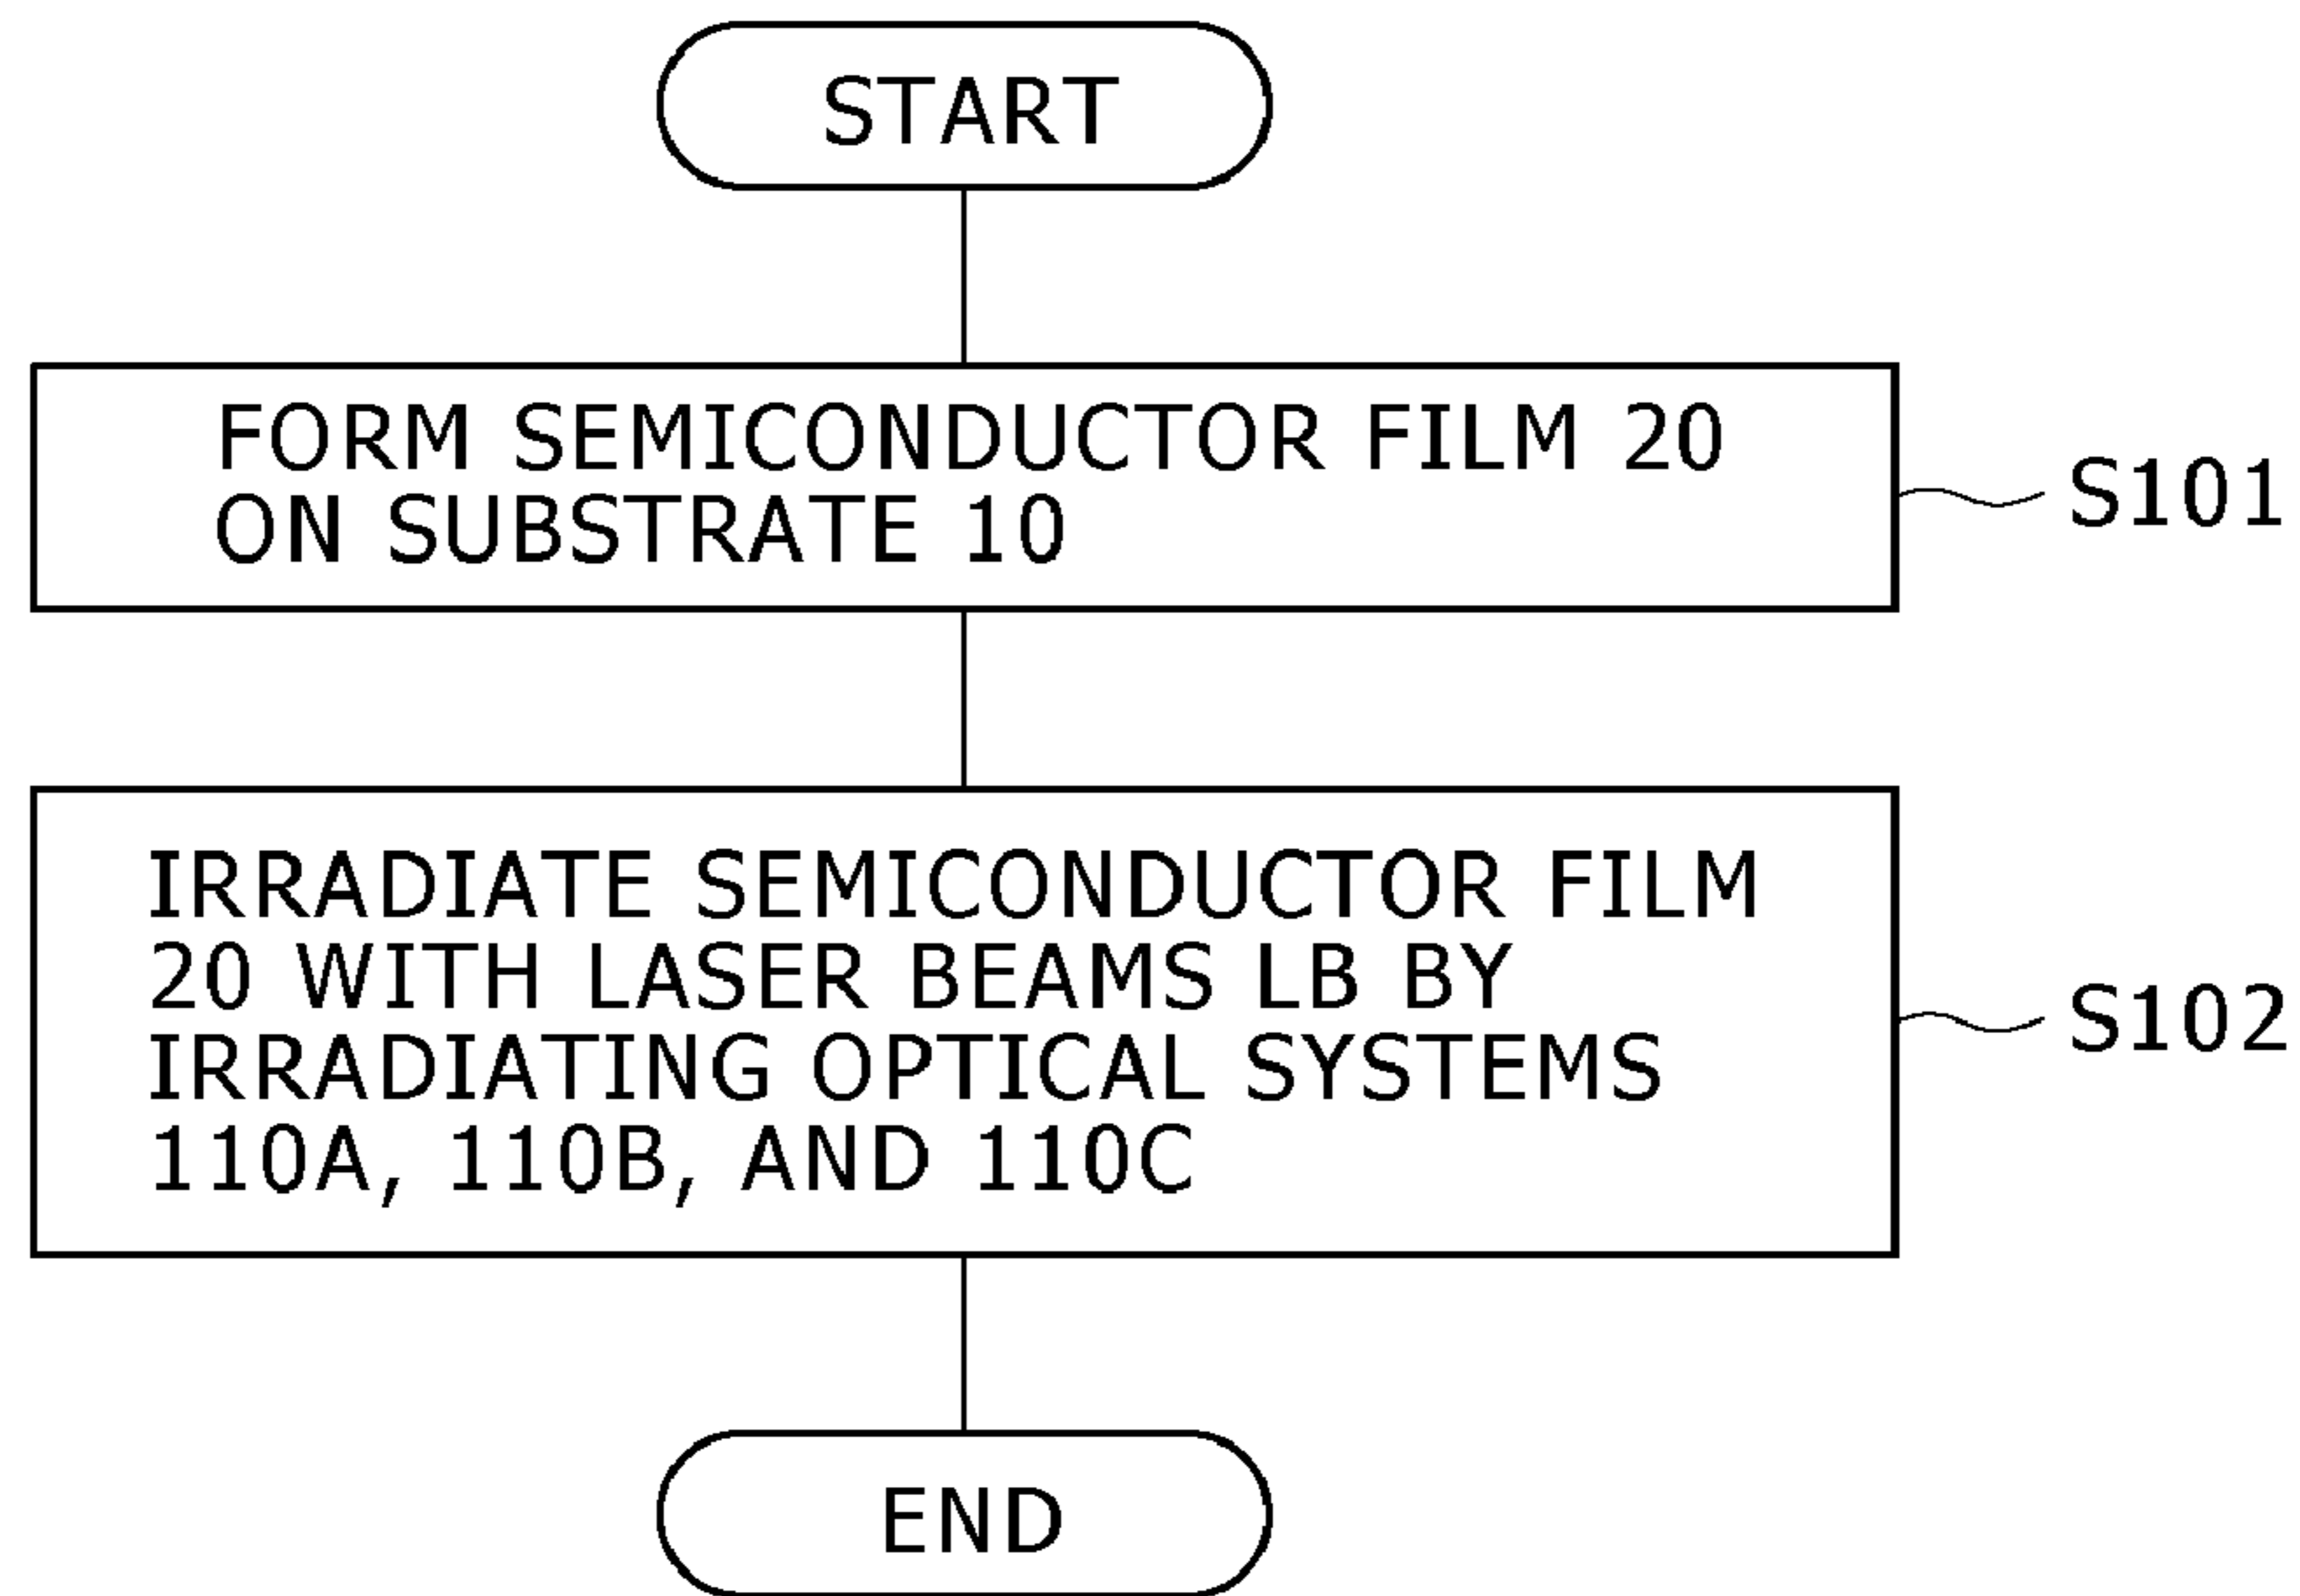 START
FORM SEMICONDUCTOR FILM 20
ON SUBSTRATE 10
S101
IRRADIATE SEMICONDUCTOR FILM
20 WITH LASER BEAMS LB BY
IRRADIATING OPTICAL SYSTEMS
110A, 110B, AND 110C
S102
END